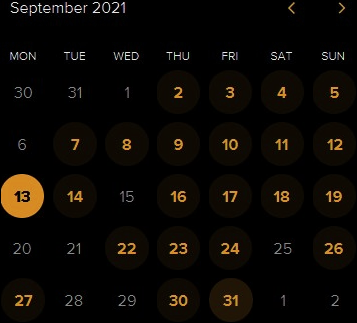 September 2021
MON TUE WED THU FRI SAT SUN
30 31 1 2 3 4 5
6 7 8 9 10 11 12
13 14 15 16 17 18 19
20 21 22 23 24 25 26
27 28 29 30 31 1 2